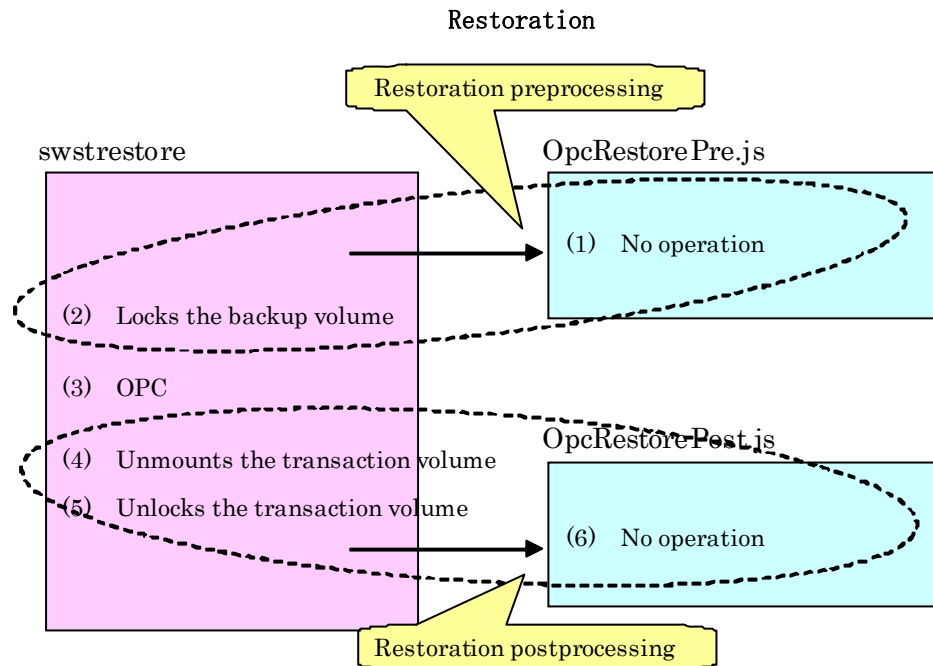 Restoration
Restoration preprocessing
swstrestore
OpcRestorePre.js
(1) No operation
(2) Locks the backup volume
(3) OPC
OpcRestorePost.js
(4) Unmounts the transaction volume
(5) Unlocks the transaction volume
(6) No operation
Restoration postprocessing